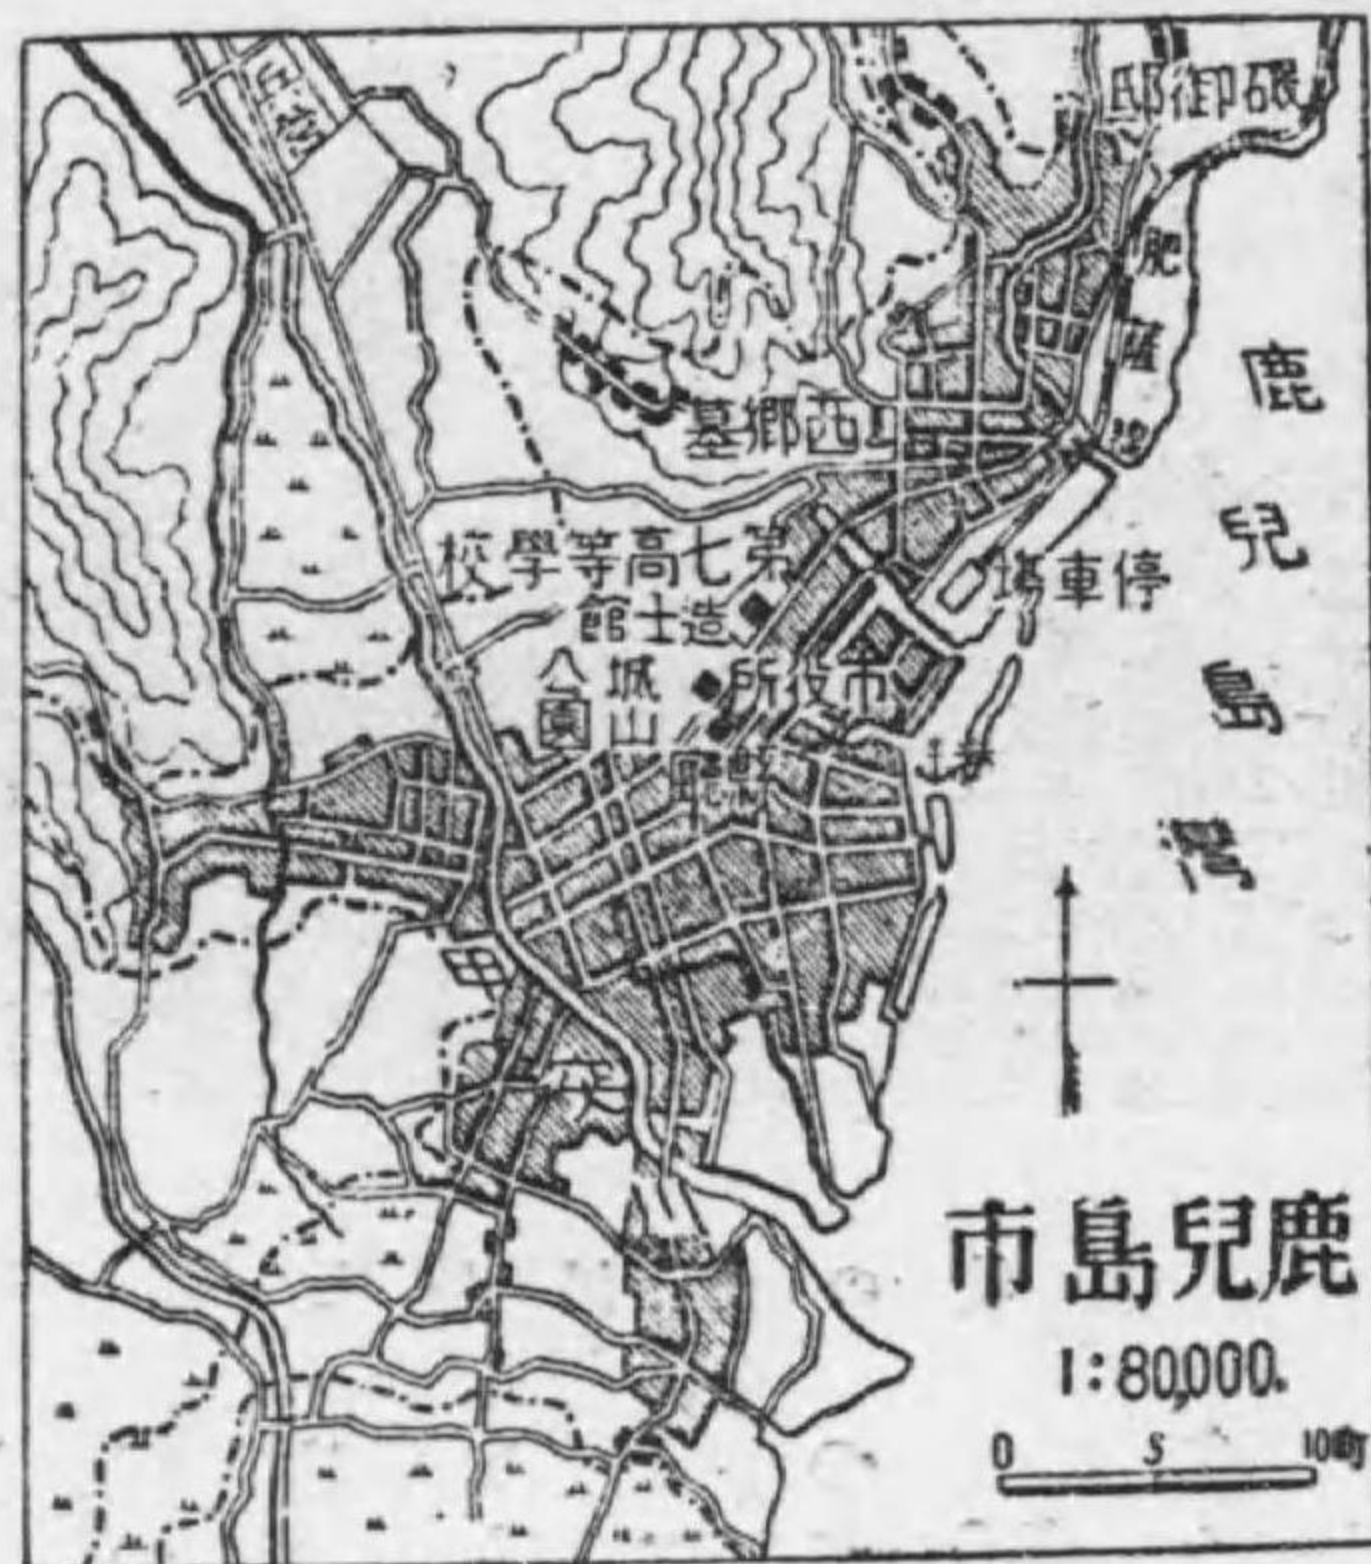 磯御邸
肥薩線
西鄉墓
第七高等學校
造士館
停車場
市役所
城山
公園
縣廳
鹿兒島灣
鹿兒島市
1:80,000.
0 5 10町